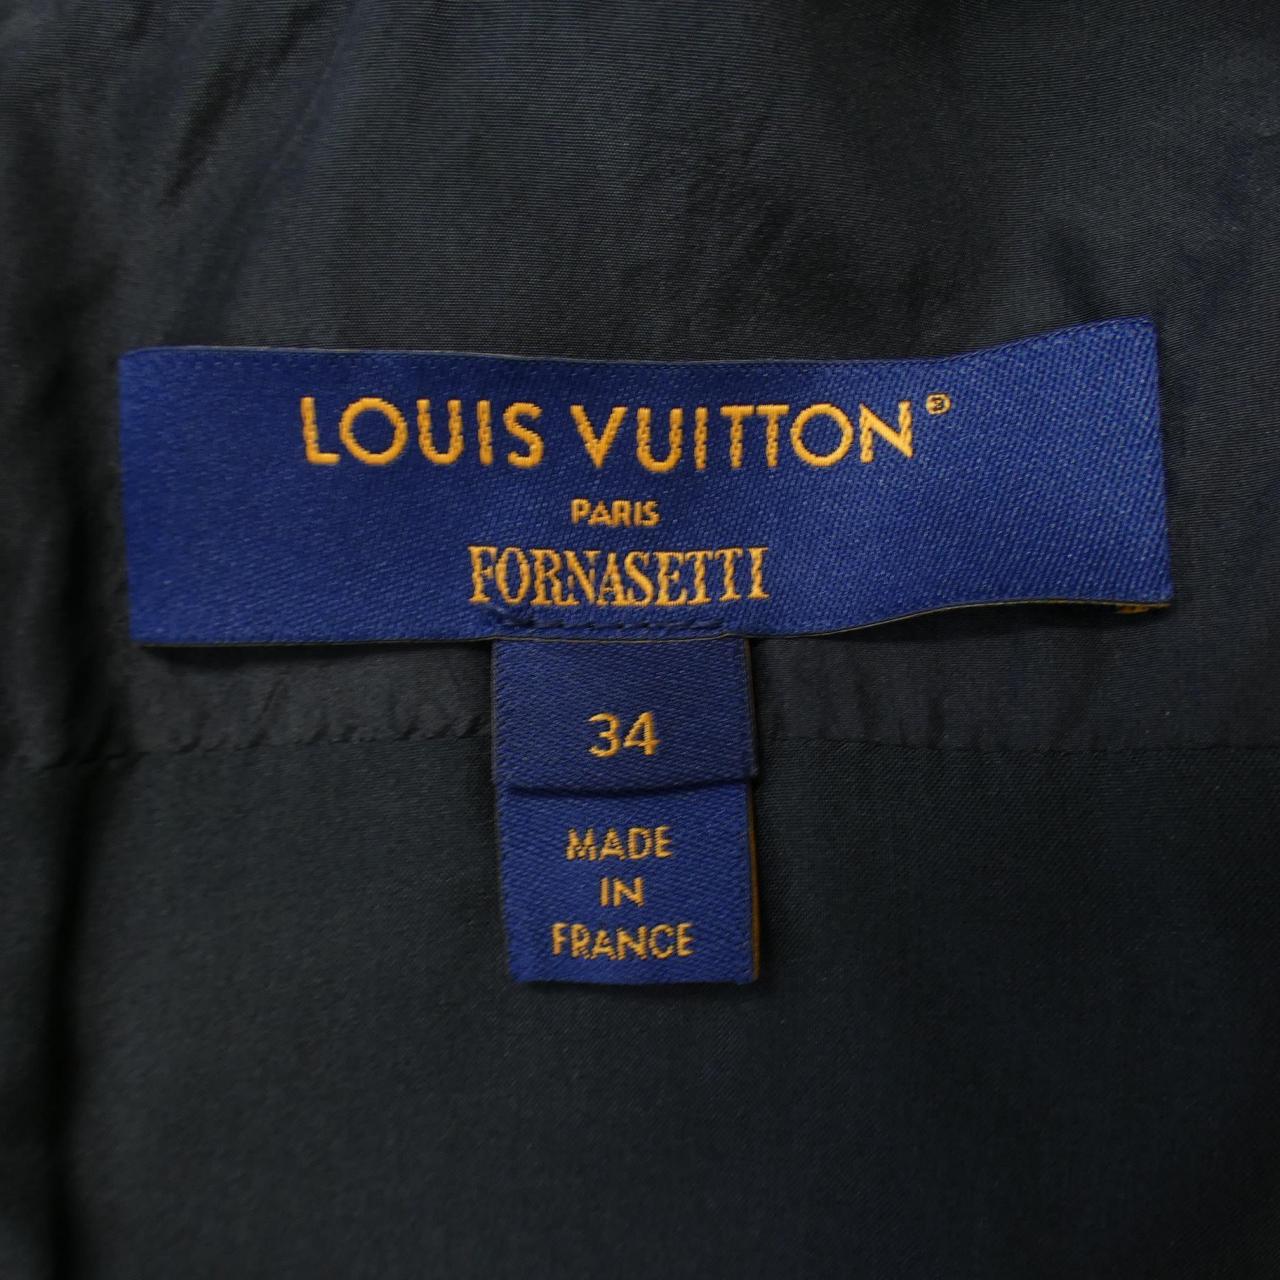 LOUIS VUITTON®
PARIS
FORNASETTI
34
MADE
IN
FRANCE